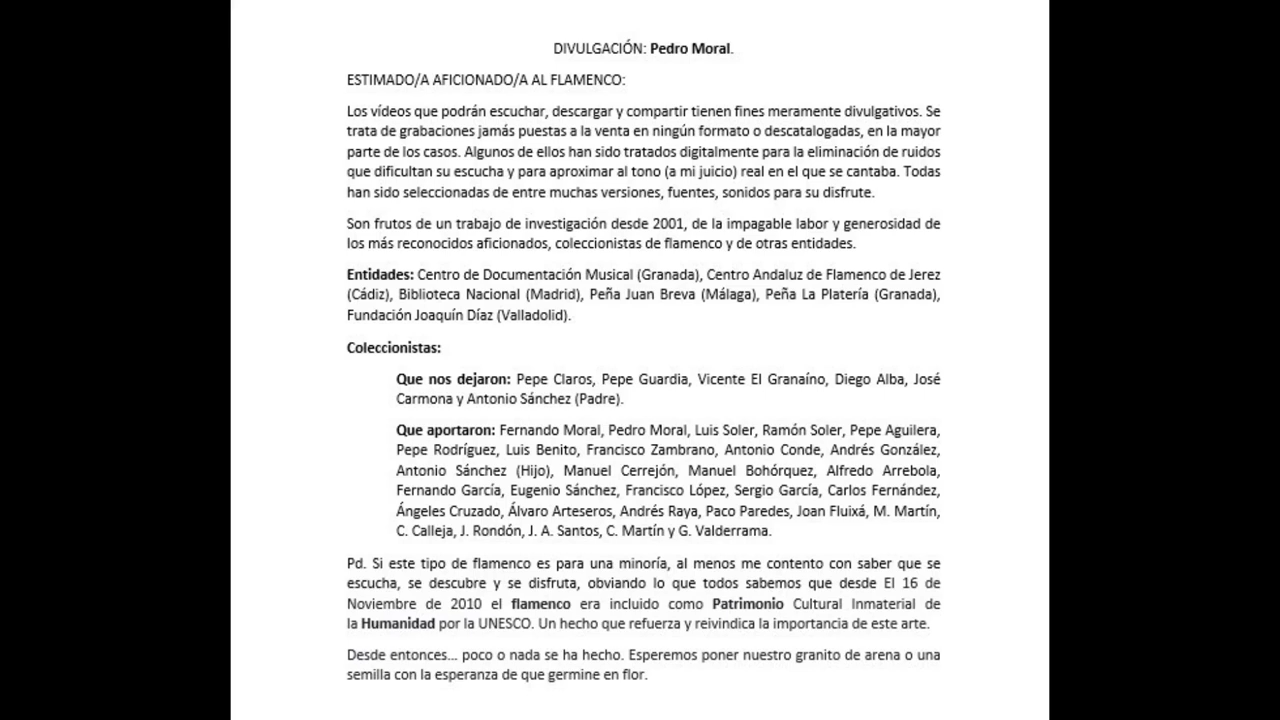 DIVULGACIÓN: Pedro Moral.
ESTIMADO/A AFICIONADO/A AL FLAMENCO:
Los vídeos que podrán escuchar, descargar y compartir tienen fines meramente divulgativos. Se
trata de grabaciones jamás puestas a la venta en ningún formato o descatalogadas, en la mayor
parte de los casos. Algunos de ellos han sido tratados digitalmente para la eliminación de ruidos
que dificultan su escucha y para aproximar al tono (a mi juicio) real en el que se cantaba. Todas
han sido seleccionadas de entre muchas versiones, fuentes, sonidos para su disfrute.
Son frutos de un trabajo de investigación desde 2001, de la impagable labor y generosidad de
los más reconocidos aficionados, coleccionistas de flamenco y de otras entidades.
Entidades: Centro de Documentación Musical (Granada), Centro Andaluz de Flamenco de Jerez
(Cádiz), Biblioteca Nacional (Madrid), Peña Juan Breva (Málaga), Peña La Platería (Granada),
Fundación Joaquín Díaz (Valladolid).
Coleccionistas:
Que nos dejaron: Pepe Claros, Pepe Guardia, Vicente El Granaíno, Diego Alba, José
Carmona y Antonio Sánchez (Padre).
Que aportaron: Fernando Moral, Pedro Moral, Luis Soler, Ramón Soler, Pepe Aguilera,
Pepe Rodríguez, Luis Benito, Francisco Zambrano, Antonio Conde, Andrés González,
Antonio Sánchez (Hijo), Manuel Cerrejón, Manuel Bohórquez, Alfredo Arrebola,
Fernando García, Eugenio Sánchez, Francisco López, Sergio García, Carlos Fernández,
Ángeles Cruzado, Álvaro Arteseros, Andrés Raya, Paco Paredes, Joan Fluixá, M. Martín,
C. Calleja, J. Rondón, J. A. Santos, C. Martín y G. Valderrama.
Pd. Si este tipo de flamenco es para una minoría, al menos me contento con saber que se
escucha, se descubre y se disfruta, obviando lo que todos sabemos que desde El 16 de
Noviembre de 2010 el flamenco era incluido como Patrimonio Cultural Inmaterial de
la Humanidad por la UNESCO. Un hecho que refuerza y reivindica la importancia de este arte.
Desde entonces... poco o nada se ha hecho. Esperemos poner nuestro granito de arena o una
semilla con la esperanza de que germine en flor.